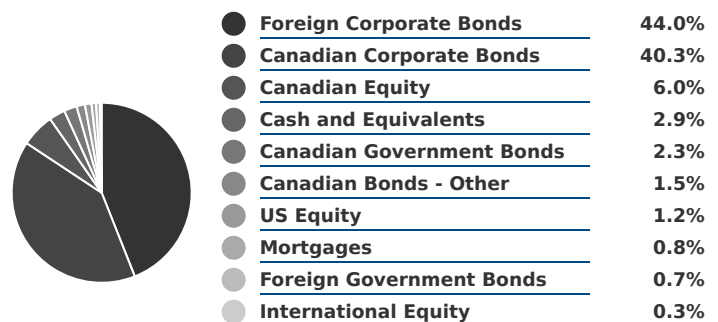 Foreign Corporate Bonds 44.0%
Canadian Corporate Bonds 40.3%
Canadian Equity 6.0%
Cash and Equivalents 2.9%
Canadian Government Bonds 2.3%
Canadian Bonds - Other 1.5%
US Equity 1.2%
Mortgages 0.8%
Foreign Government Bonds 0.7%
International Equity 0.3%